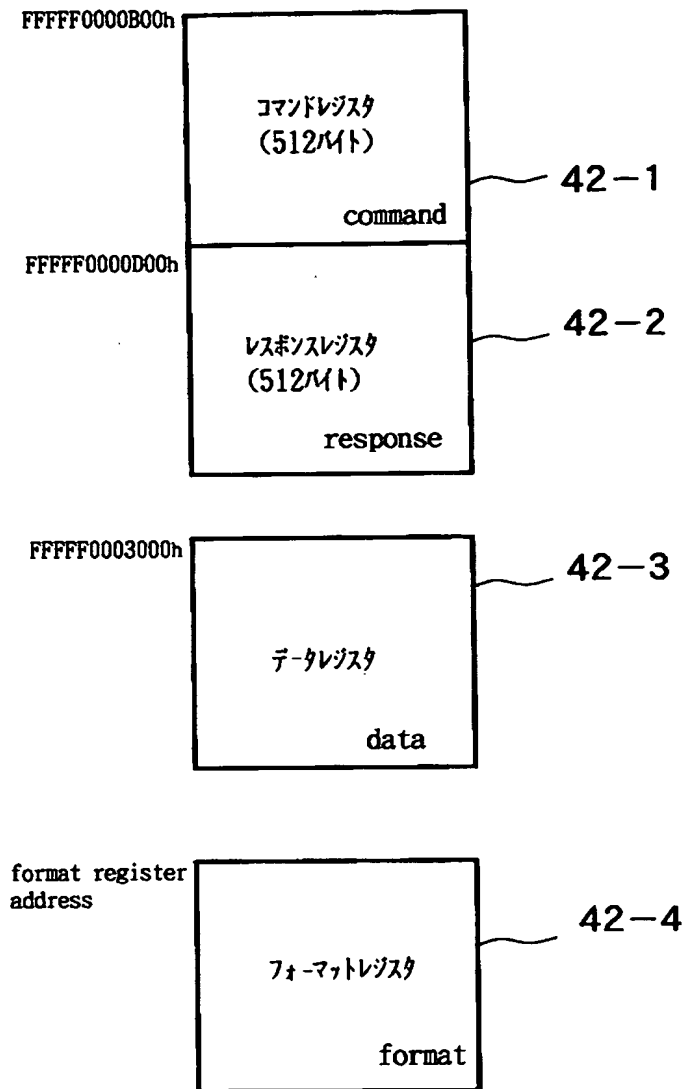 FFFFF0000B00h
コマンドレジスタ
(512バイト)
42-1
command
FFFFF0000D00h
レスポンスレジスタ
(512バイト)
42-2
response
FFFFF0003000h
42-3
データレジスタ
data
format register
address
42-4
フォーマットレジスタ
format